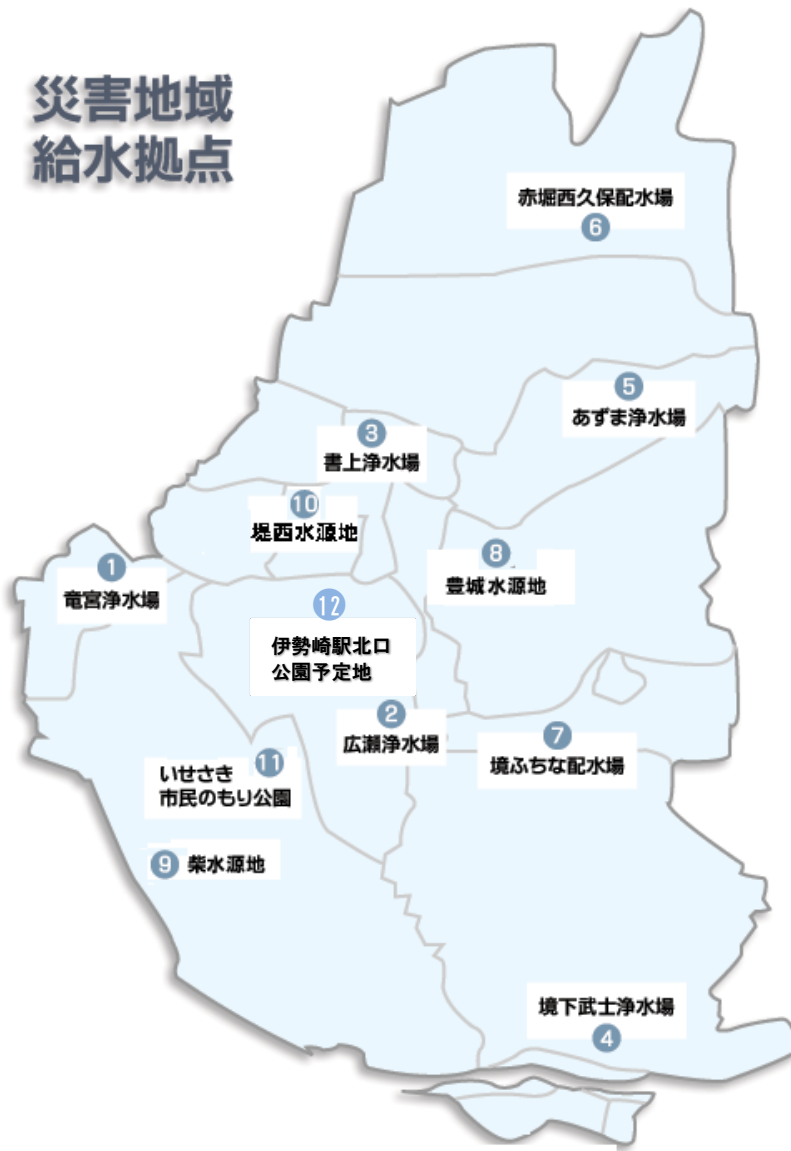 災害地域
給水拠点
赤堀西久保配水場
6
5
あずま浄水場
3
書上浄水場
10
堤西水源地
8
豊城水源地
1
竜宮浄水場
12
伊勢崎駅北口
公園予定地
2
広瀬浄水場
7
境ふちな配水場
11
いせさき
市民のもり公園
9 柴水源地
境下武士浄水場
4